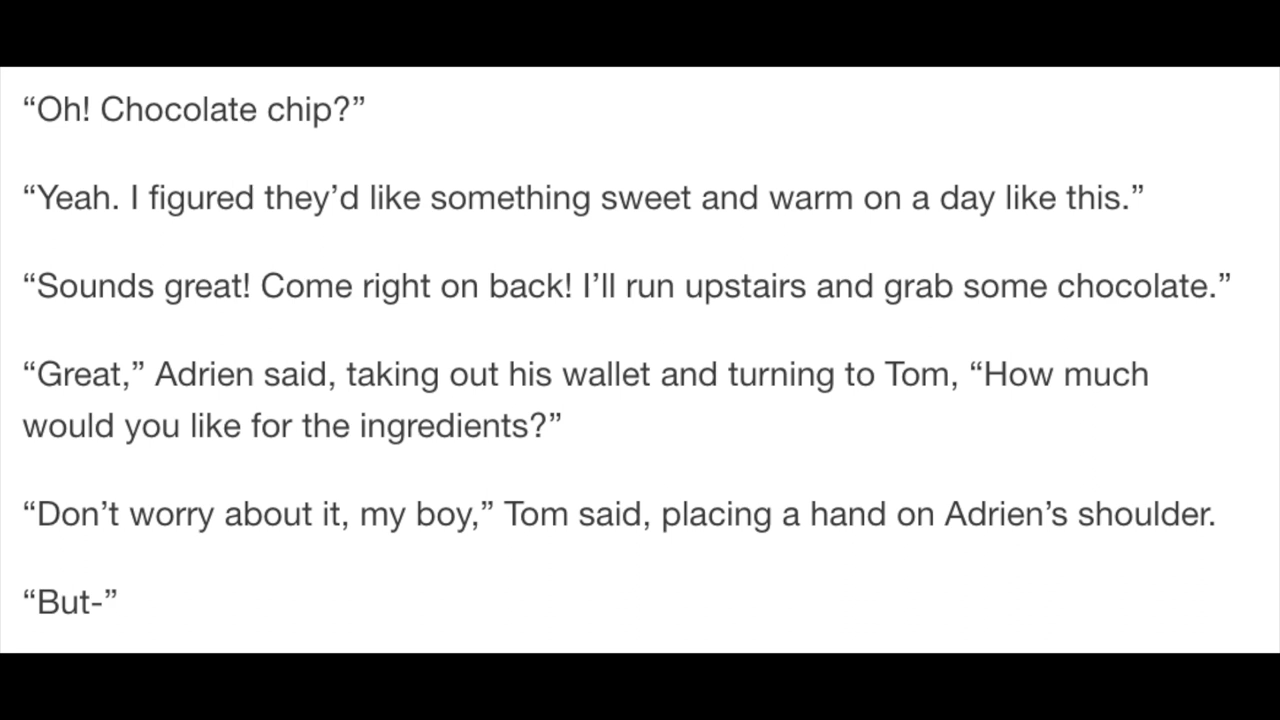 “Oh! Chocolate chip?”
“Yeah. I figured they’d like something sweet and warm on a day like this.”
“Sounds great! Come right on back! I’ll run upstairs and grab some chocolate.”
“Great,” Adrien said, taking out his wallet and turning to Tom, “How much
would you like for the ingredients?”
“Don’t worry about it, my boy,” Tom said, placing a hand on Adrien’s shoulder.
“But-”